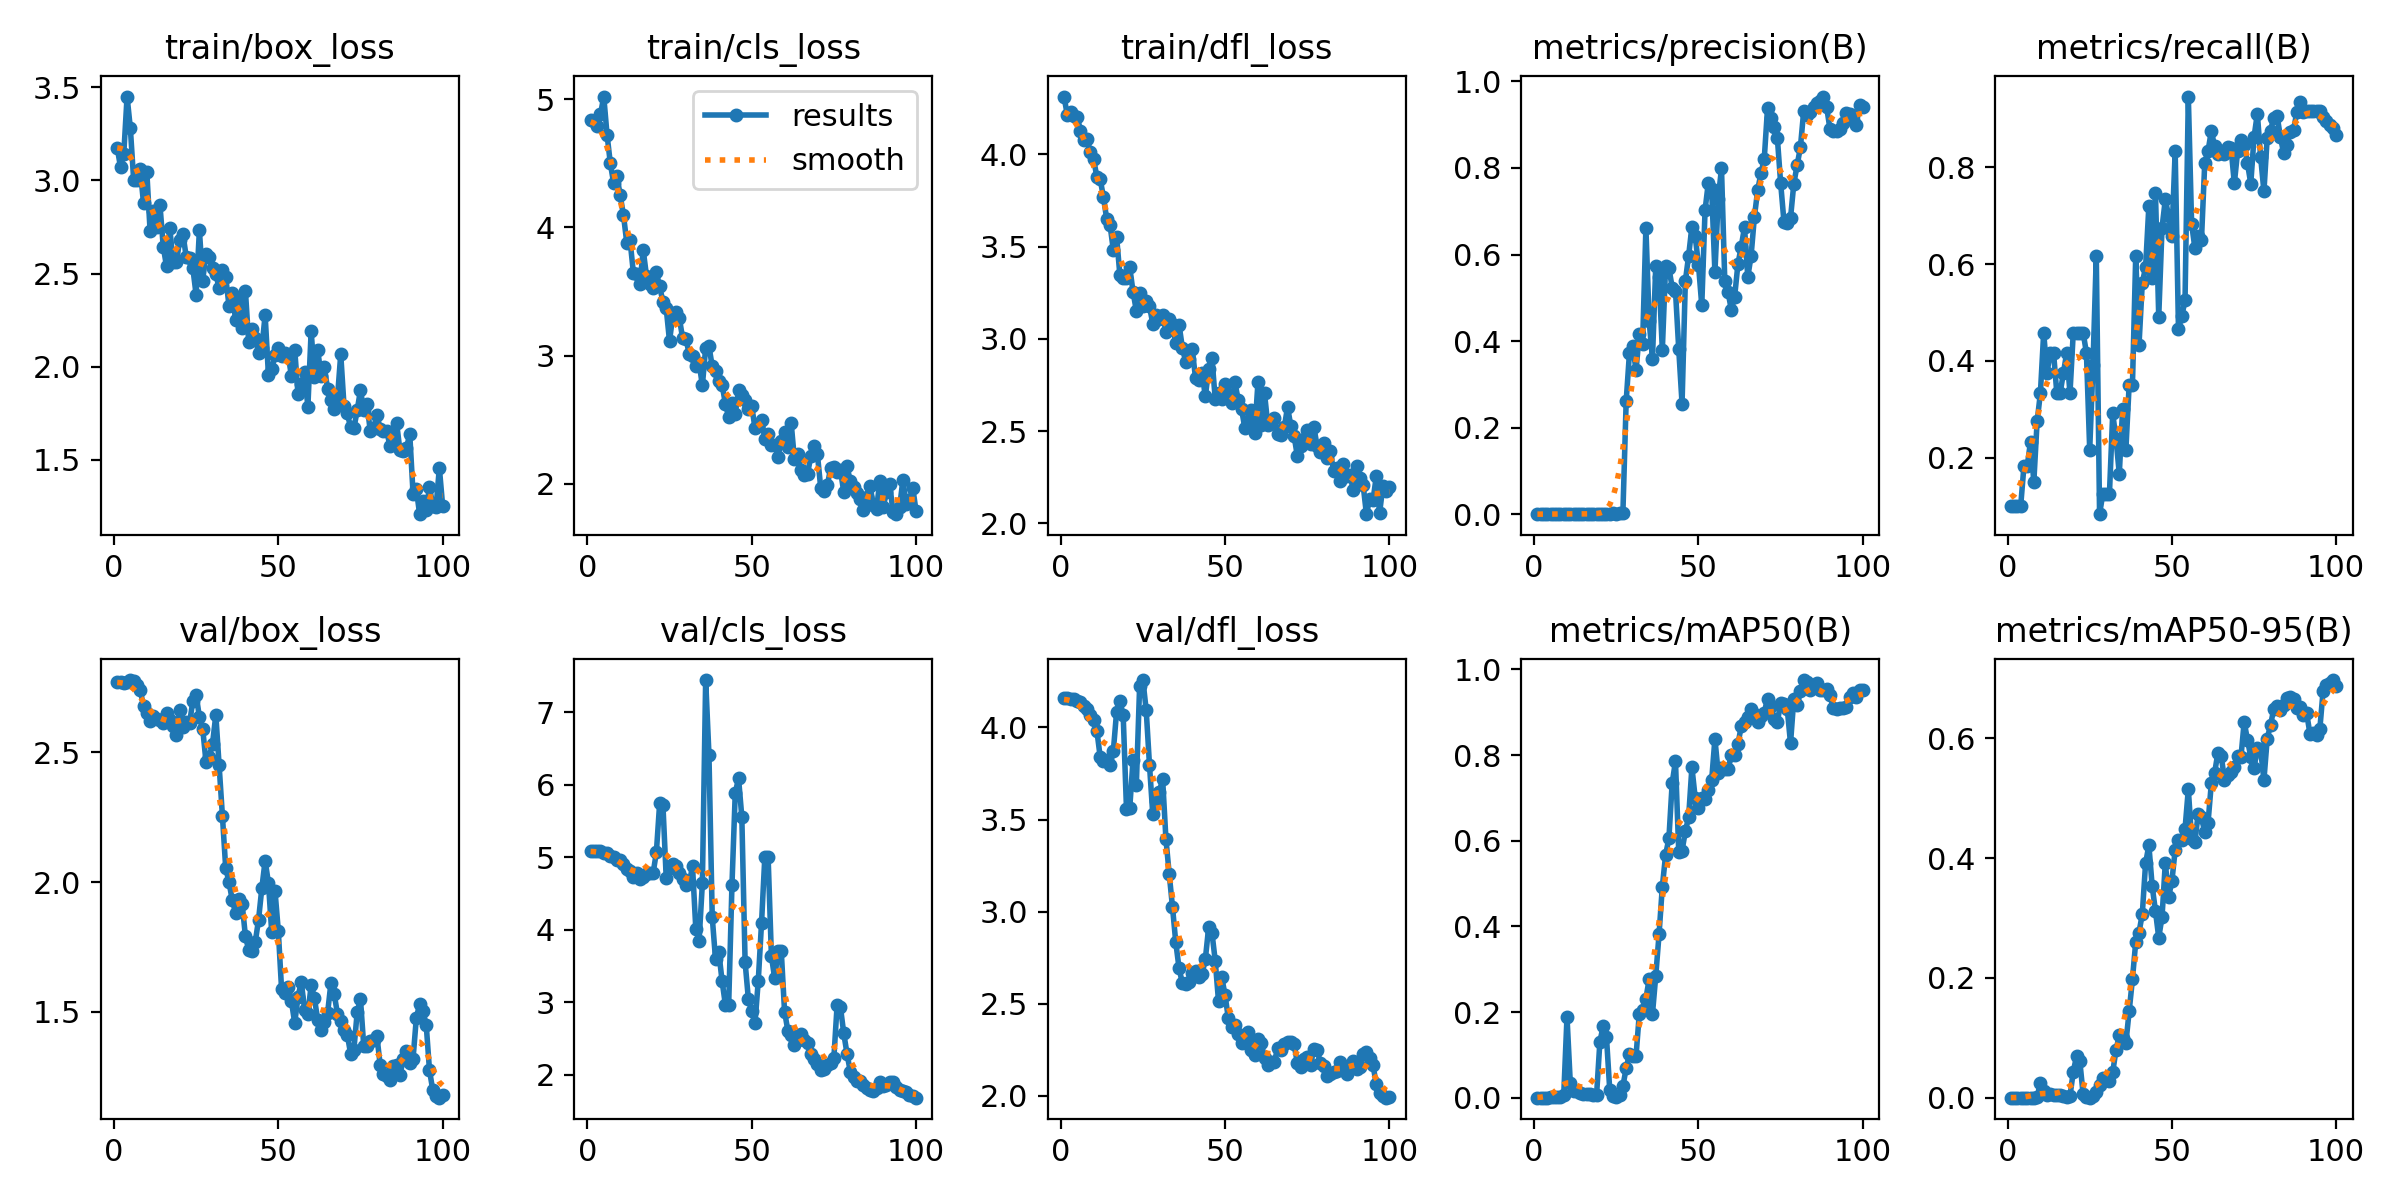 train/box_loss
train/cls_loss
train/dfl_loss
metrics/precision(B)
metrics/recall(B)
3.5
3.0
2.5
2.0
1.5
0 50 100
5
4
3
2
0 50 100
results
smooth
4.0
3.5
3.0
2.5
2.0
0 50 100
1.0
0.8
0.6
0.4
0.2
0.0
0 50 100
0.8
0.6
0.4
0.2
0 50 100
val/box_loss
val/cls_loss
val/dfl_loss
metrics/mAP50(B)
metrics/mAP50-95(B)
2.5
2.0
1.5
0 50 100
7
6
5
4
3
2
0 50 100
4.0
3.5
3.0
2.5
2.0
0 50 100
1.0
0.8
0.6
0.4
0.2
0.0
0 50 100
0.6
0.4
0.2
0.0
0 50 100